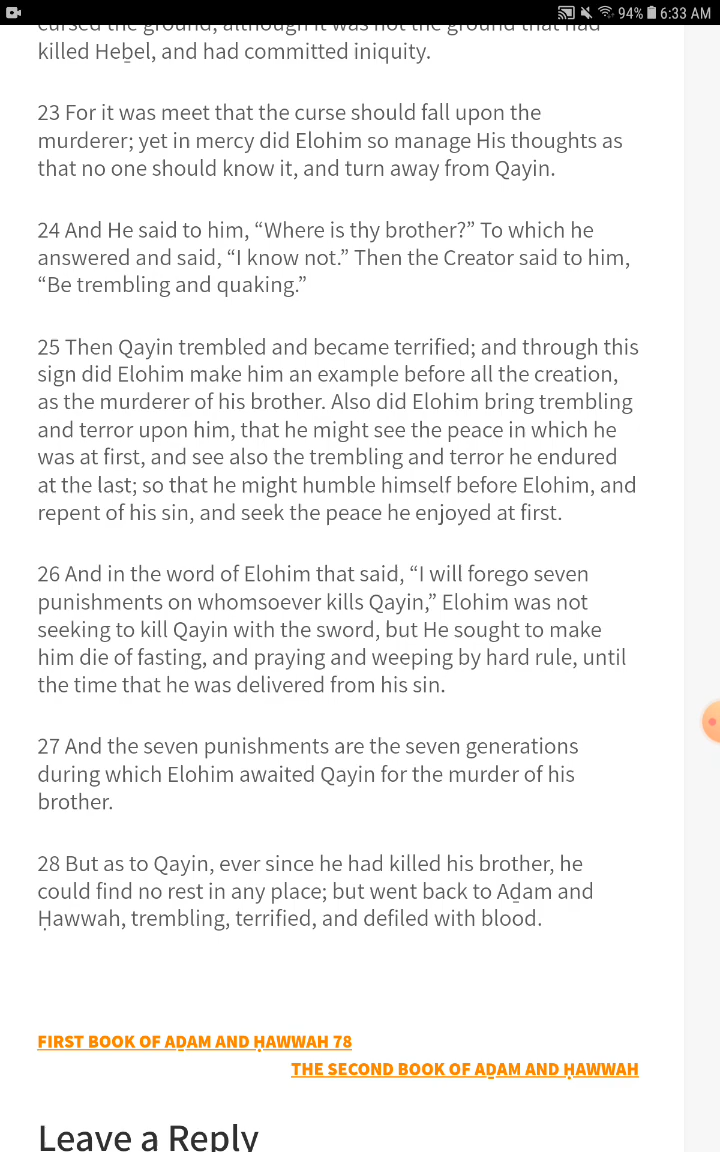 94% 6:33 AM
cursed the ground, although it was not the ground that had
killed Heḇel, and had committed iniquity.
23 For it was meet that the curse should fall upon the
murderer; yet in mercy did Elohim so manage His thoughts as
that no one should know it, and turn away from Qayin.
24 And He said to him, “Where is thy brother?” To which he
answered and said, “I know not.” Then the Creator said to him,
“Be trembling and quaking.”
25 Then Qayin trembled and became terrified; and through this
sign did Elohim make him an example before all the creation,
as the murderer of his brother. Also did Elohim bring trembling
and terror upon him, that he might see the peace in which he
was at first, and see also the trembling and terror he endured
at the last; so that he might humble himself before Elohim, and
repent of his sin, and seek the peace he enjoyed at first.
26 And in the word of Elohim that said, “I will forego seven
punishments on whomsoever kills Qayin,” Elohim was not
seeking to kill Qayin with the sword, but He sought to make
him die of fasting, and praying and weeping by hard rule, until
the time that he was delivered from his sin.
27 And the seven punishments are the seven generations
during which Elohim awaited Qayin for the murder of his
brother.
28 But as to Qayin, ever since he had killed his brother, he
could find no rest in any place; but went back to Aḏam and
Ḥawwah, trembling, terrified, and defiled with blood.
FIRST BOOK OF AḎAM AND ḤAWWAH 78
THE SECOND BOOK OF AḎAM AND ḤAWWAH
Leave a Reply